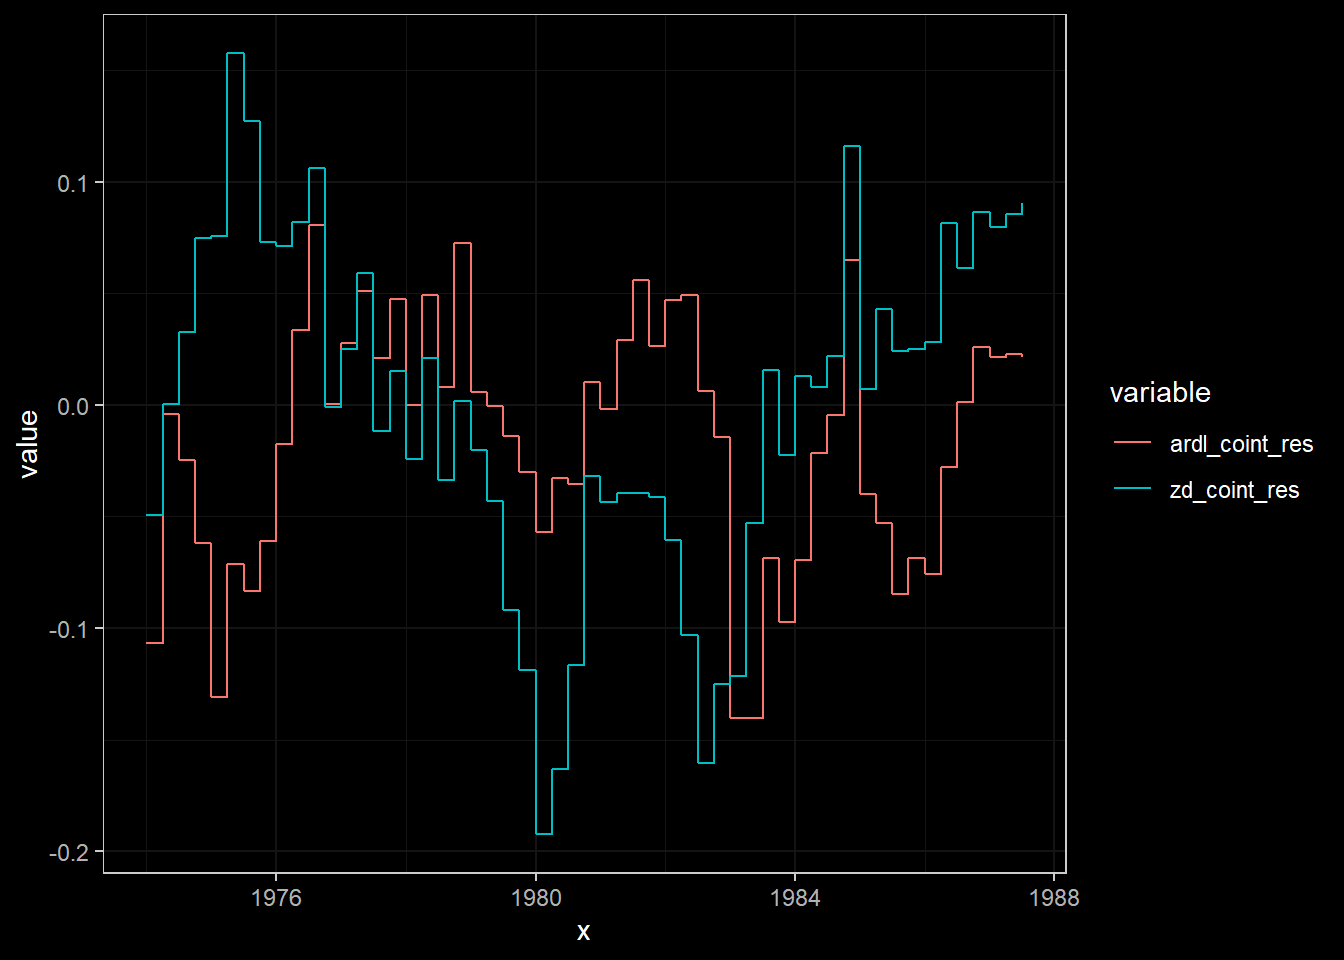 0.1
0.0
-0.1
-0.2
value
1976
1980
1984
1988
x
variable
ardl_coint_res
zd_coint_res